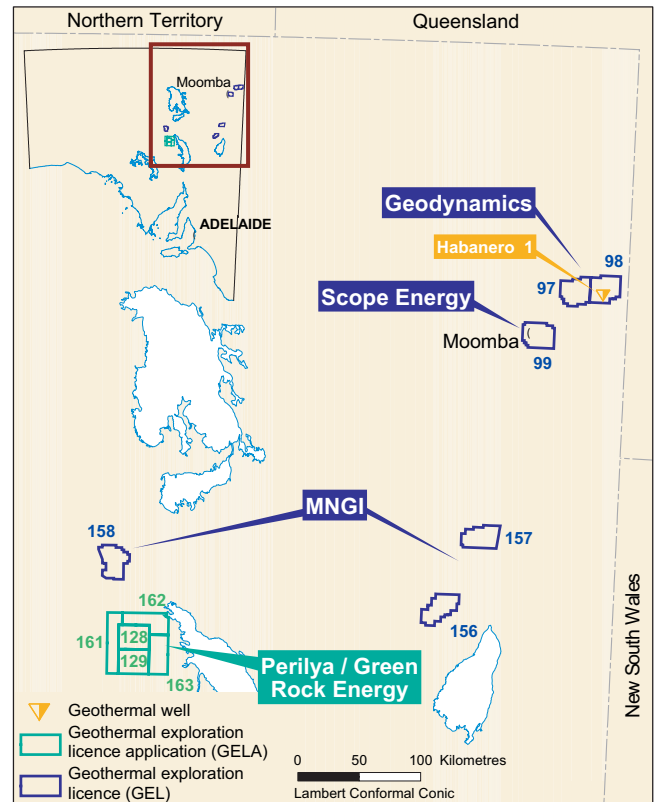 Northern Territory
Queensland
Moomba
ADELAIDE
Geodynamics
Habanero 1
98
97
Scope Energy
Moomba
99
MNGI
158
157
162
156
161
128
129
Perilya / Green
Rock Energy
163
New South Wales
Geothermal well
Geothermal exploration
licence application (GELA)
Geothermal exploration
licence (GEL)
0 50 100 Kilometres
Lambert Conformal Conic